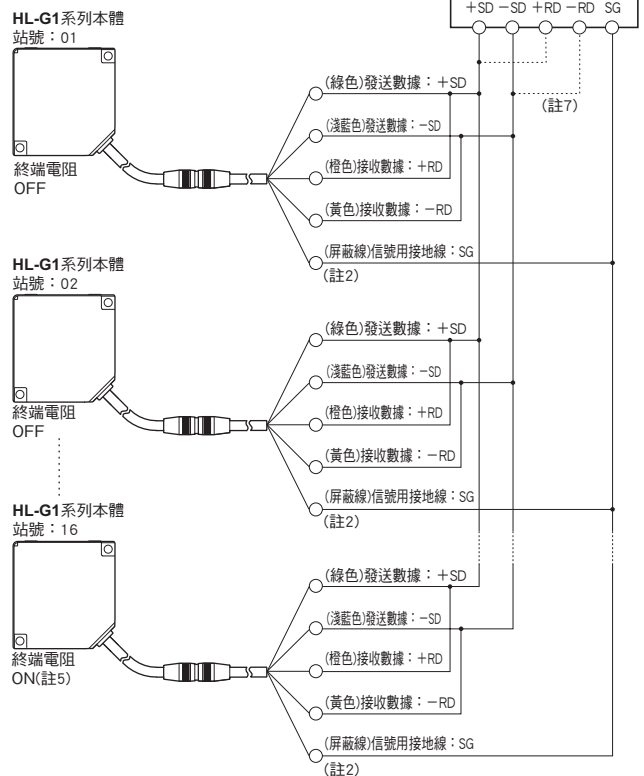 +SD −SD +RD −RD SG
(註7)
HL-G1系列本體
站號：01
終端電阻
OFF
(綠色)發送數據：+SD
(淺藍色)發送數據：−SD
(橙色)接收數據：+RD
(黃色)接收數據：−RD
(屏蔽線)信號用接地線：SG
(註2)
HL-G1系列本體
站號：02
終端電阻
OFF
(綠色)發送數據：+SD
(淺藍色)發送數據：−SD
(橙色)接收數據：+RD
(黃色)接收數據：−RD
(屏蔽線)信號用接地線：SG
(註2)
HL-G1系列本體
站號：16
終端電阻
ON(註5)
(綠色)發送數據：+SD
(淺藍色)發送數據：−SD
(橙色)接收數據：+RD
(黃色)接收數據：−RD
(屏蔽線)信號用接地線：SG
(註2)